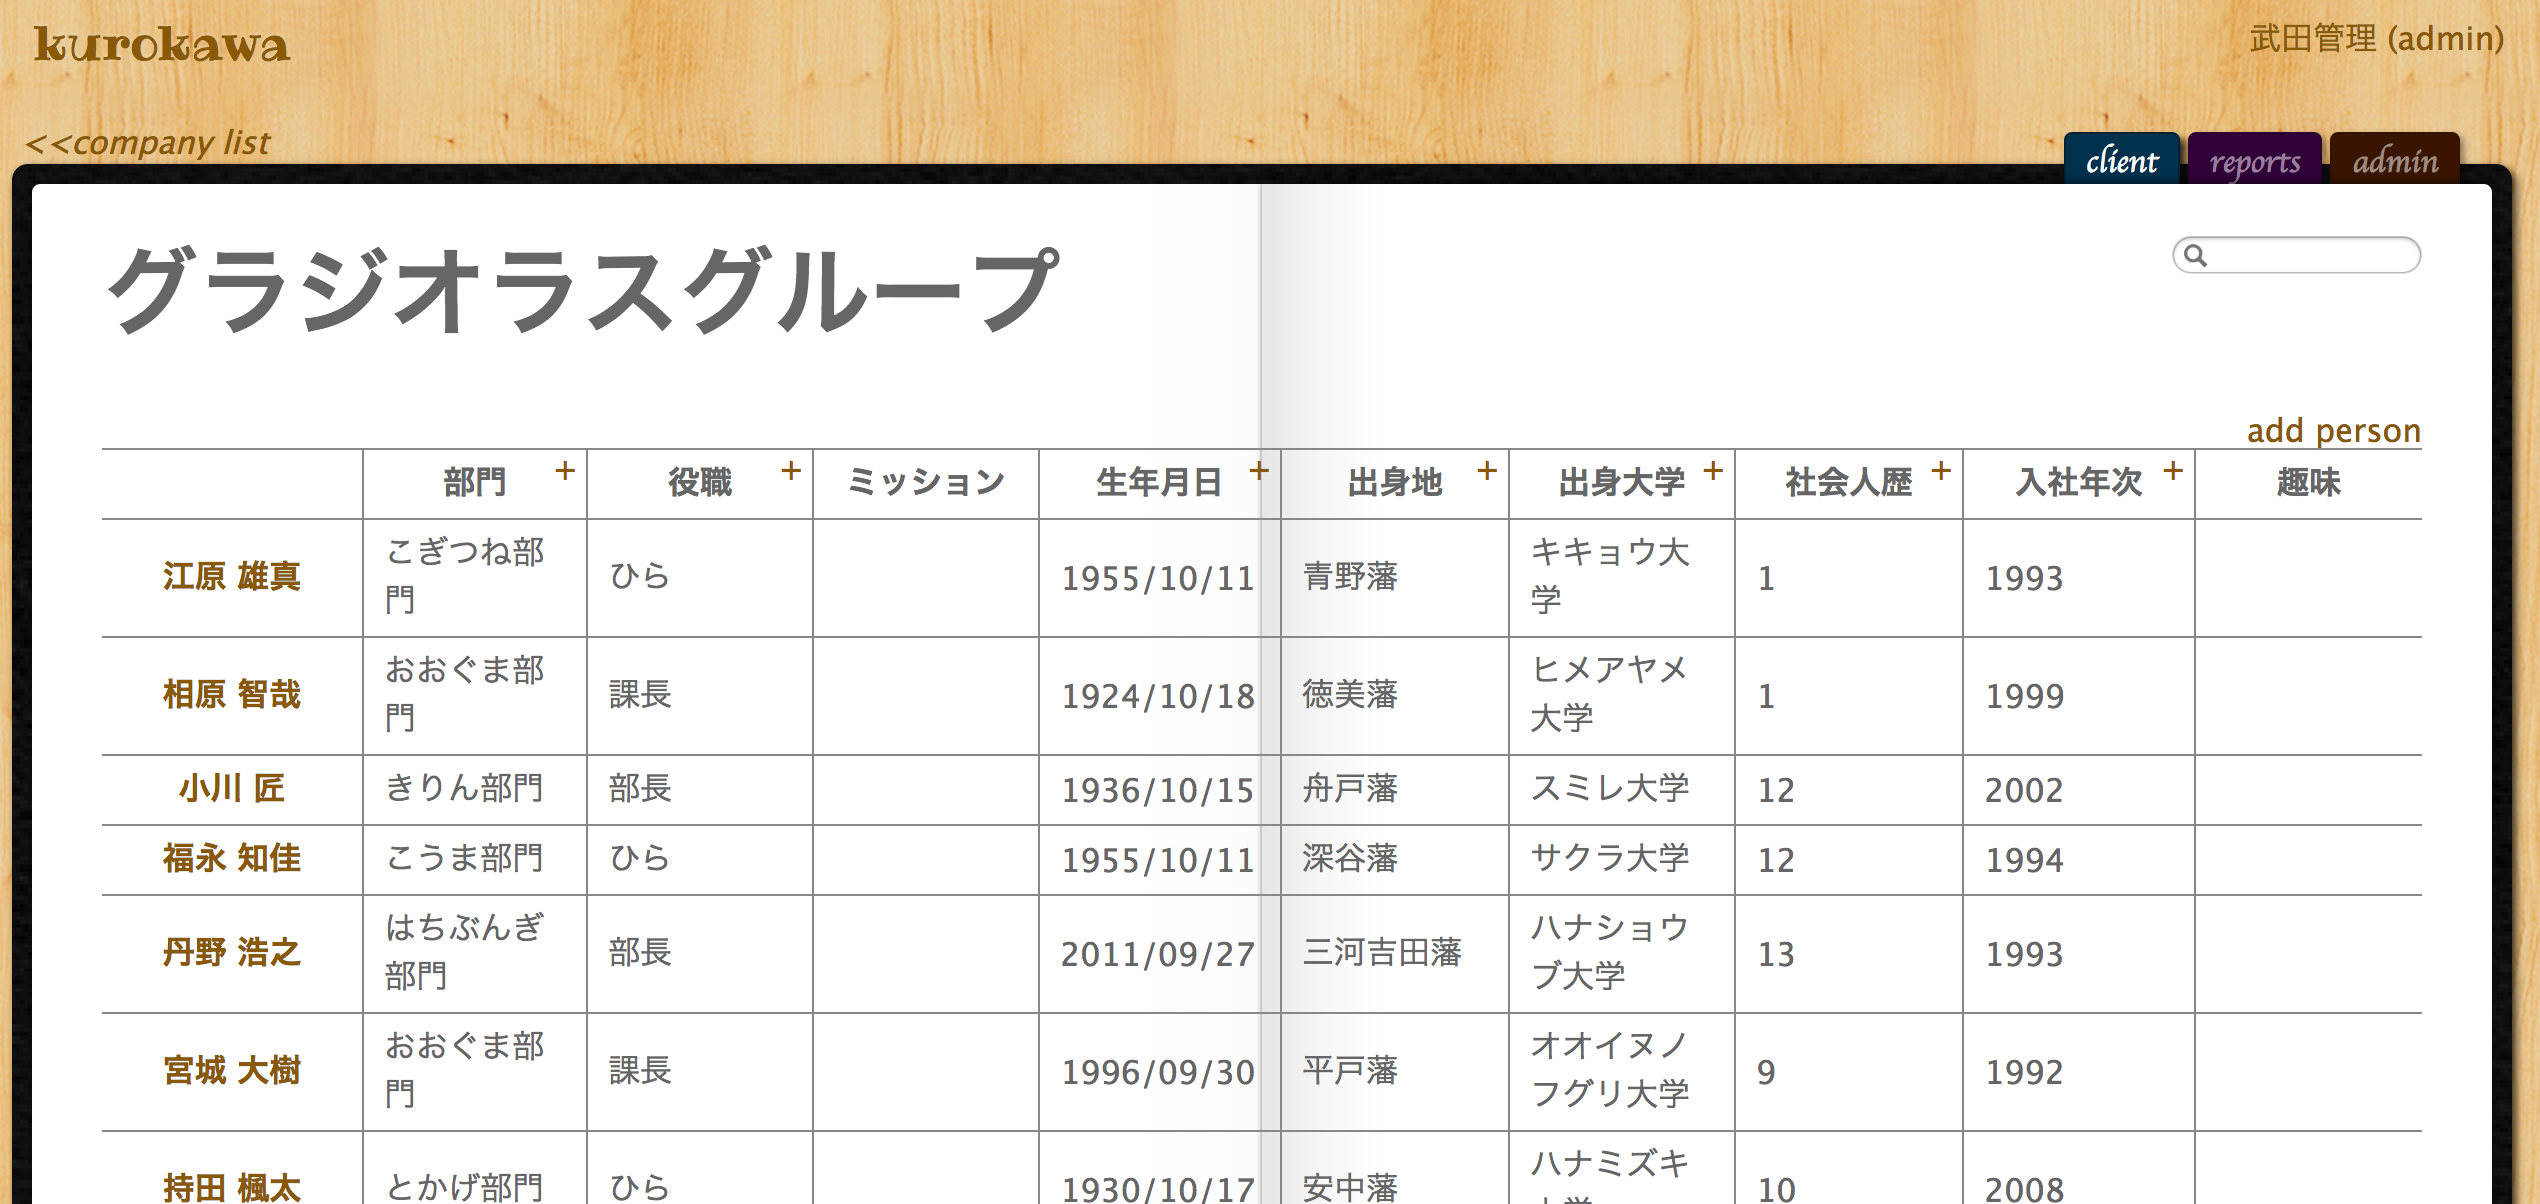 kurokawa
武田管理 (admin)
<<company list
client reports admin
グラジオラスグループ
add person
部門 + 役職 + ミッション 生年月日 + 出身地 + 出身大学 + 社会人歴 + 入社年次 + 趣味
江原 雄真 こぎつね部門 ひら 1955/10/11 青野藩 キキョウ大学 1 1993
相原 智哉 おおぐま部門 課長 1924/10/18 徳美藩 ヒメアヤメ大学 1 1999
小川 匠 きりん部門 部長 1936/10/15 舟戸藩 スミレ大学 12 2002
福永 知佳 こうま部門 ひら 1955/10/11 深谷藩 サクラ大学 12 1994
丹野 浩之 はちぶんぎ部門 部長 2011/09/27 三河吉田藩 ハナショウブ大学 13 1993
宮城 大樹 おおぐま部門 課長 1996/09/30 平戸藩 オオイヌノフグリ大学 9 1992
持田 楓太 とかげ部門 ひら 1930/10/17 安中藩 ハナミズキ 10 2008